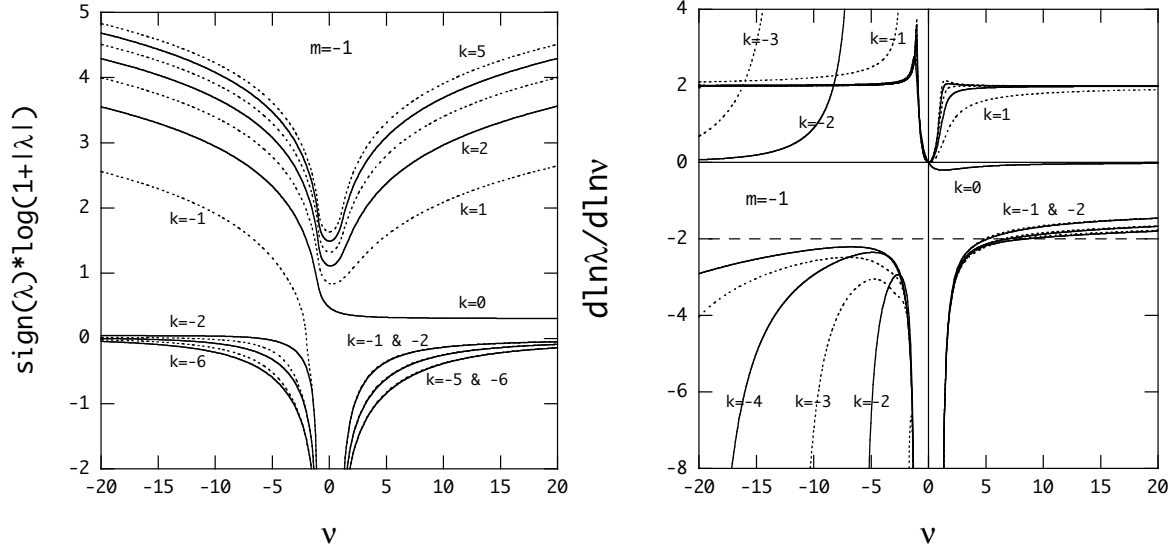 sign(λ)*log(1+|λ|)
5
4
3
2
1
0
-1
-2
m=-1
k=5
k=2
k=1
k=-1
k=0
k=-2
k=-1 & -2
k=-6
k=-5 & -6
-20 -15 -10 -5 0 5 10 15 20
ν
dlnλ/dlnν
4
2
0
-2
-4
-6
-8
k=-3
k=-1
k=-2
k=1
k=0
m=-1
k=-1 & -2
k=-4 k=-3 k=-2
-20 -15 -10 -5 0 5 10 15 20
ν